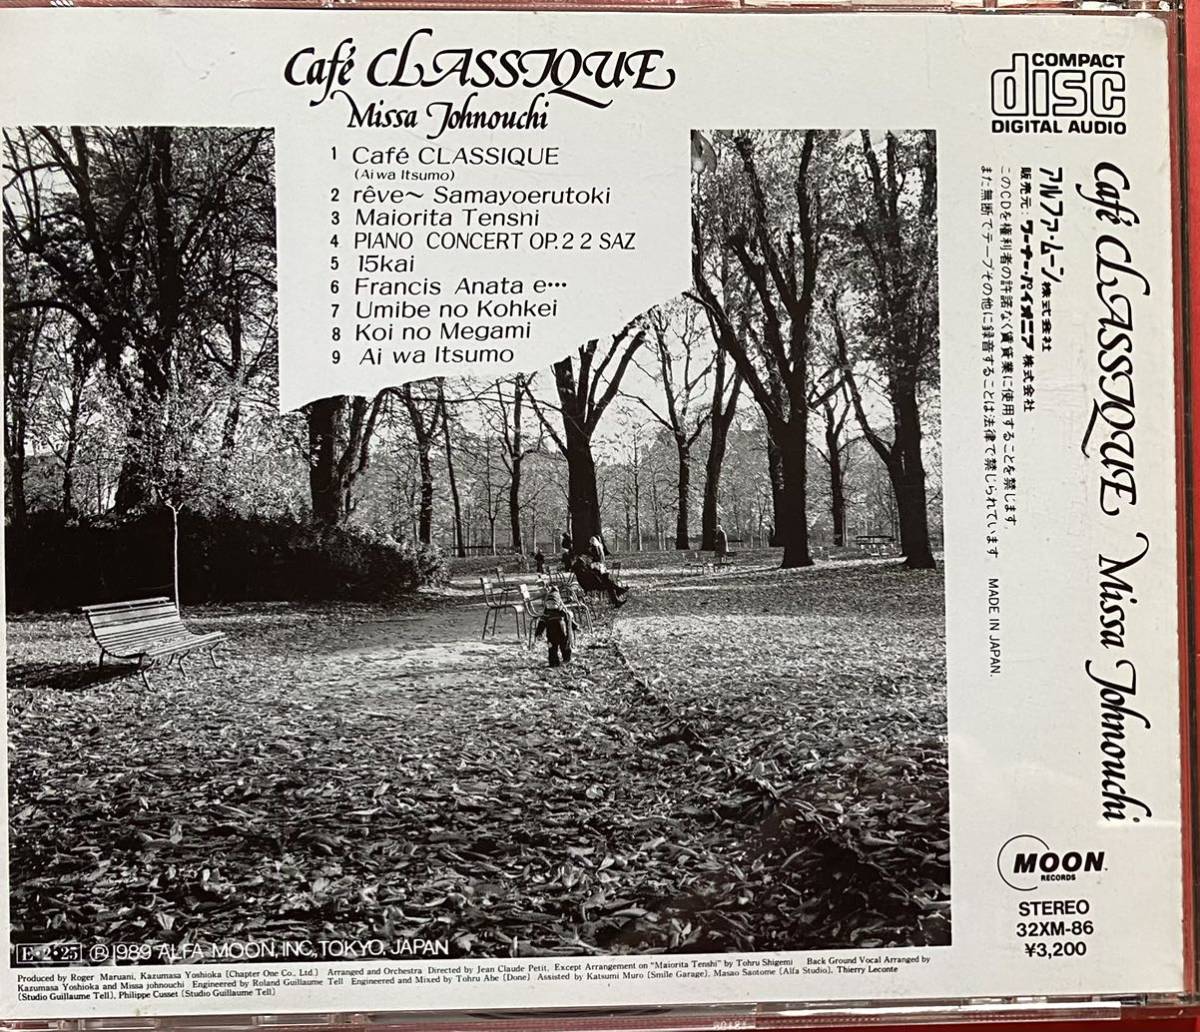 Café CLASSIQUE
Missa Johnouchi
1 Café CLASSIQUE
(Ai wa Itsumo)
2 rêve~ Samayoerutoki
3 Maiorita Tenshi
4 PIANO CONCERT OP.22 SAZ
5 15kai
6 Francis Anata e…
7 Umibe no Kohkei
8 Koi no Megami
9 Ai wa Itsumo
COMPACT
disc
DIGITAL AUDIO
Café CLASSIQUE Missa Johnouchi
アルファ・ムーン株式会社
販売元:ワーナー・パイオニア株式会社
このCDを権利者の許諾なく賃貸業に使用することを禁じます。
また無断でテープその他に録音することは法律で禁じられています。 MADE IN JAPAN.
MOON
RECORDS
STEREO
32XM-86
¥3,200
E・2・25 Ⓟ1989 ALFA MOON, INC., TOKYO, JAPAN
Produced by Roger Maruani, Kazumasa Yoshioka [Chapter One Co., Ltd.] Arranged and Orchestra Directed by Jean Claude Petit, Except Arrangement on "Maiorita Tenshi" by Tohru Shigemi Back Ground Vocal Arranged by
Kazumasa Yoshioka and Missa johnouchi Engineered by Roland Guillaume Tell Engineered and Mixed by Tohru Abe [Done] Assisted by Katsumi Muro [Smile Garage], Masao Saotome [Alfa Studio], Thierry Leconte
[Studio Guillaume Tell], Philippe Cusset [Studio Guillaume Tell]